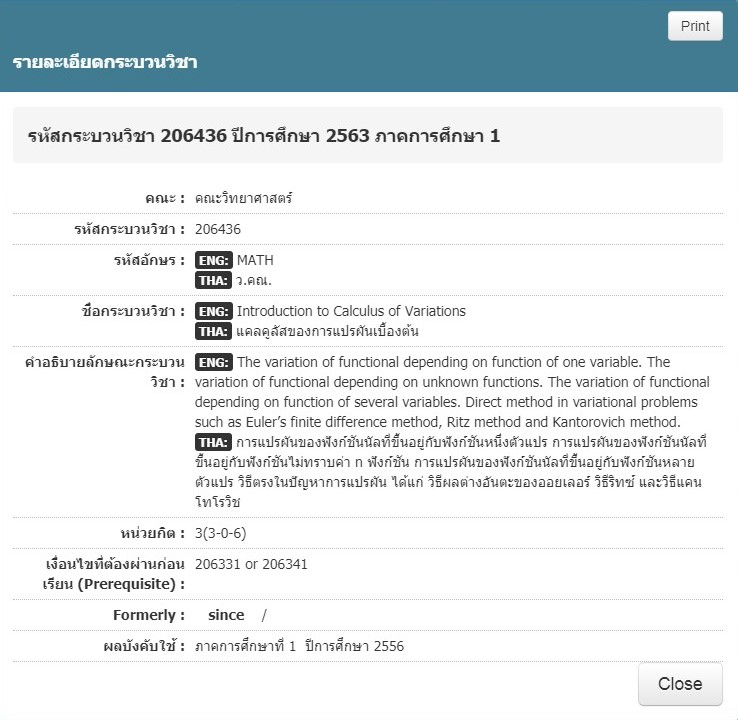 Print
รายละเอียดกระบวนวิชา
รหัสกระบวนวิชา 206436 ปีการศึกษา 2563 ภาคการศึกษา 1
คณะ : คณะวิทยาศาสตร์
รหัสกระบวนวิชา : 206436
รหัสอักษร : ENG: MATH
THA: ว.คณ.
ชื่อกระบวนวิชา : ENG: Introduction to Calculus of Variations
THA: แคลคูลัสของการแปรผันเบื้องต้น
คำอธิบายลักษณะกระบวน ENG: The variation of functional depending on function of one variable. The
วิชา : variation of functional depending on unknown functions. The variation of functional
depending on function of several variables. Direct method in variational problems
such as Euler’s finite difference method, Ritz method and Kantorovich method.
THA: การแปรผันของฟังก์ชันนัลที่ขึ้นอยู่กับฟังก์ชันหนึ่งตัวแปร การแปรผันของฟังก์ชันนัลที่
ขึ้นอยู่กับฟังก์ชันไม่ทราบค่า n ฟังก์ชัน การแปรผันของฟังก์ชันนัลที่ขึ้นอยู่กับฟังก์ชันหลาย
ตัวแปร วิธีตรงในปัญหาการแปรผัน ได้แก่ วิธีผลต่างอันตะของออยเลอร์ วิธีริทซ์ และวิธีแคน
โทโรวิช
หน่วยกิต : 3(3-0-6)
เงื่อนไขที่ต้องผ่านก่อน 206331 or 206341
เรียน (Prerequisite) :
Formerly : since /
ผลบังคับใช้ : ภาคการศึกษาที่ 1 ปีการศึกษา 2556
Close